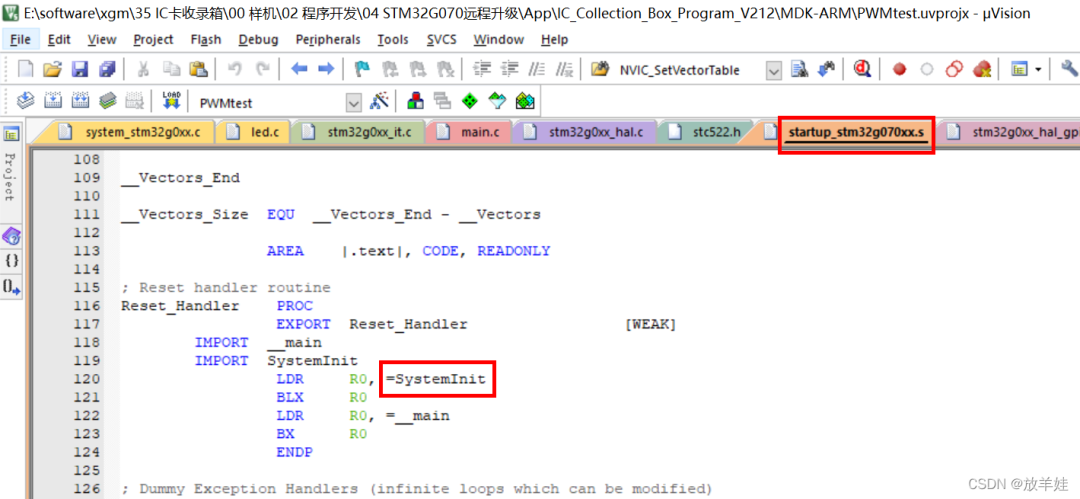 E:\software\xgm\35 IC卡收录箱\00 样机\02 程序开发\04 STM32G070远程升级\App\IC_Collection_Box_Program_V212\MDK-ARM\PWMtest.uvprojx - µVision
File Edit View Project Flash Debug Peripherals Tools SVCS Window Help
NVIC_SetVectorTable
LOAD PWMtest
system_stm32g0xx.c led.c stm32g0xx_it.c main.c stm32g0xx_hal.c stc522.h startup_stm32g070xx.s stm32g0xx_hal_gp
Project
108
109 __Vectors_End
110
111 __Vectors_Size EQU __Vectors_End - __Vectors
112
113 AREA |.text|, CODE, READONLY
114
115 ; Reset handler routine
116 Reset_Handler PROC
117 EXPORT Reset_Handler [WEAK]
118 IMPORT __main
119 IMPORT SystemInit
120 LDR R0, =SystemInit
121 BLX R0
122 LDR R0, =__main
123 BX R0
124 ENDP
125
126 ; Dummy Exception Handlers (infinite loops which can be modified)
CSDN @放羊娃